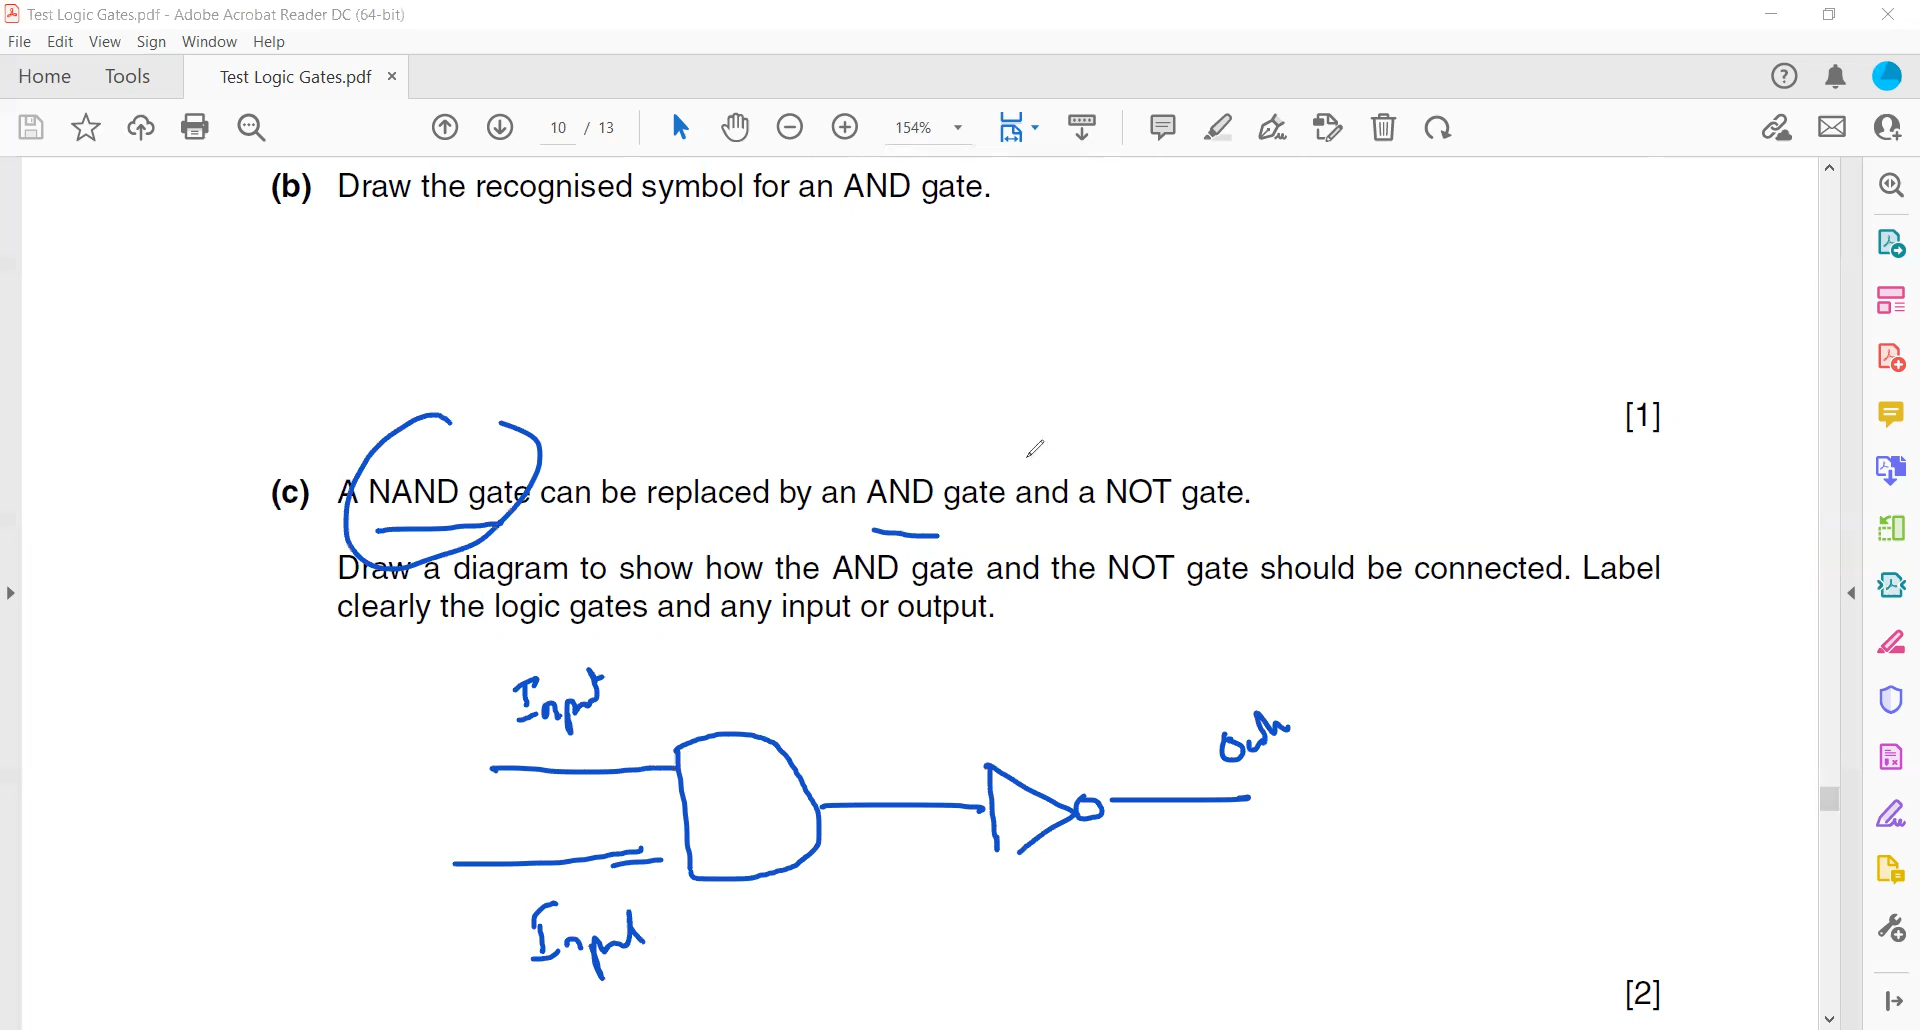 Test Logic Gates.pdf - Adobe Acrobat Reader DC (64-bit)
File Edit View Sign Window Help
Home Tools Test Logic Gates.pdf ×
10 / 13 154%
(b) Draw the recognised symbol for an AND gate.
[1]
(c) A NAND gate can be replaced by an AND gate and a NOT gate.
Draw a diagram to show how the AND gate and the NOT gate should be connected. Label
clearly the logic gates and any input or output.
Input
Input
[2]